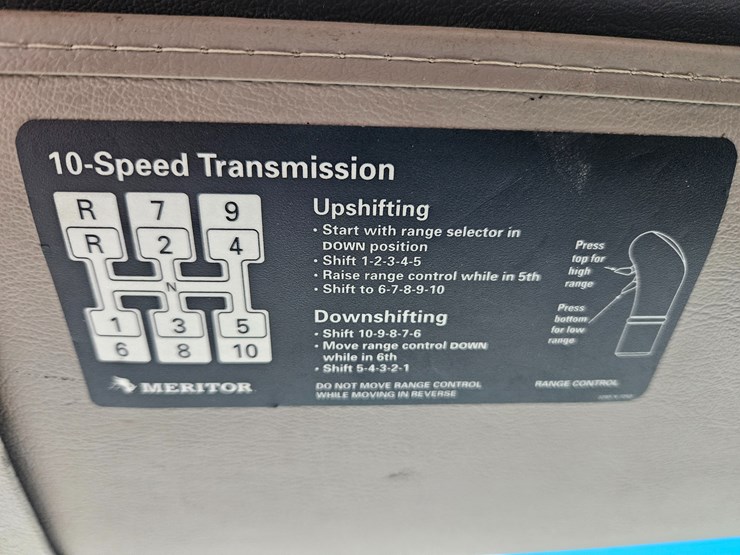 10-Speed Transmission
R 7 9
R 2 4
N
1 3 5
6 8 10
MERITOR
Upshifting
• Start with range selector in
DOWN position
• Shift 1-2-3-4-5
• Raise range control while in 5th
• Shift to 6-7-8-9-10
Downshifting
• Shift 10-9-8-7-6
• Move range control DOWN
while in 6th
• Shift 5-4-3-2-1
DO NOT MOVE RANGE CONTROL
WHILE MOVING IN REVERSE
Press
top for
high
range
Press
bottom
for low
range
RANGE CONTROL